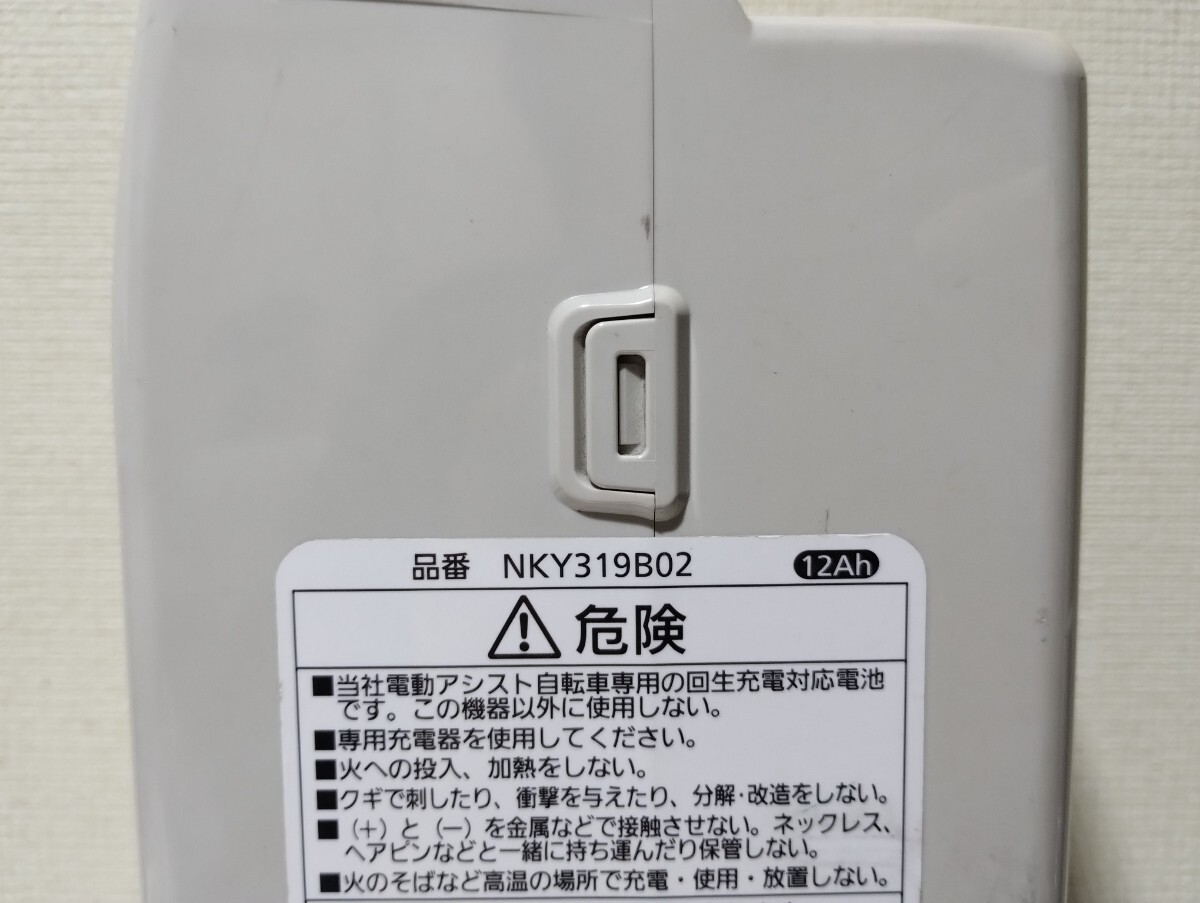 品番 NKY319B02 12Ah
危険
■当社電動アシスト自転車専用の回生充電対応電池
です。この機器以外に使用しない。
■専用充電器を使用してください。
■火への投入、加熱をしない。
■クギで刺したり、衝撃を与えたり、分解・改造をしない。
■（＋）と（－）を金属などで接触させない。ネックレス、
ヘアピンなどと一緒に持ち運んだり保管しない。
■火のそばなど高温の場所で充電・使用・放置しない。